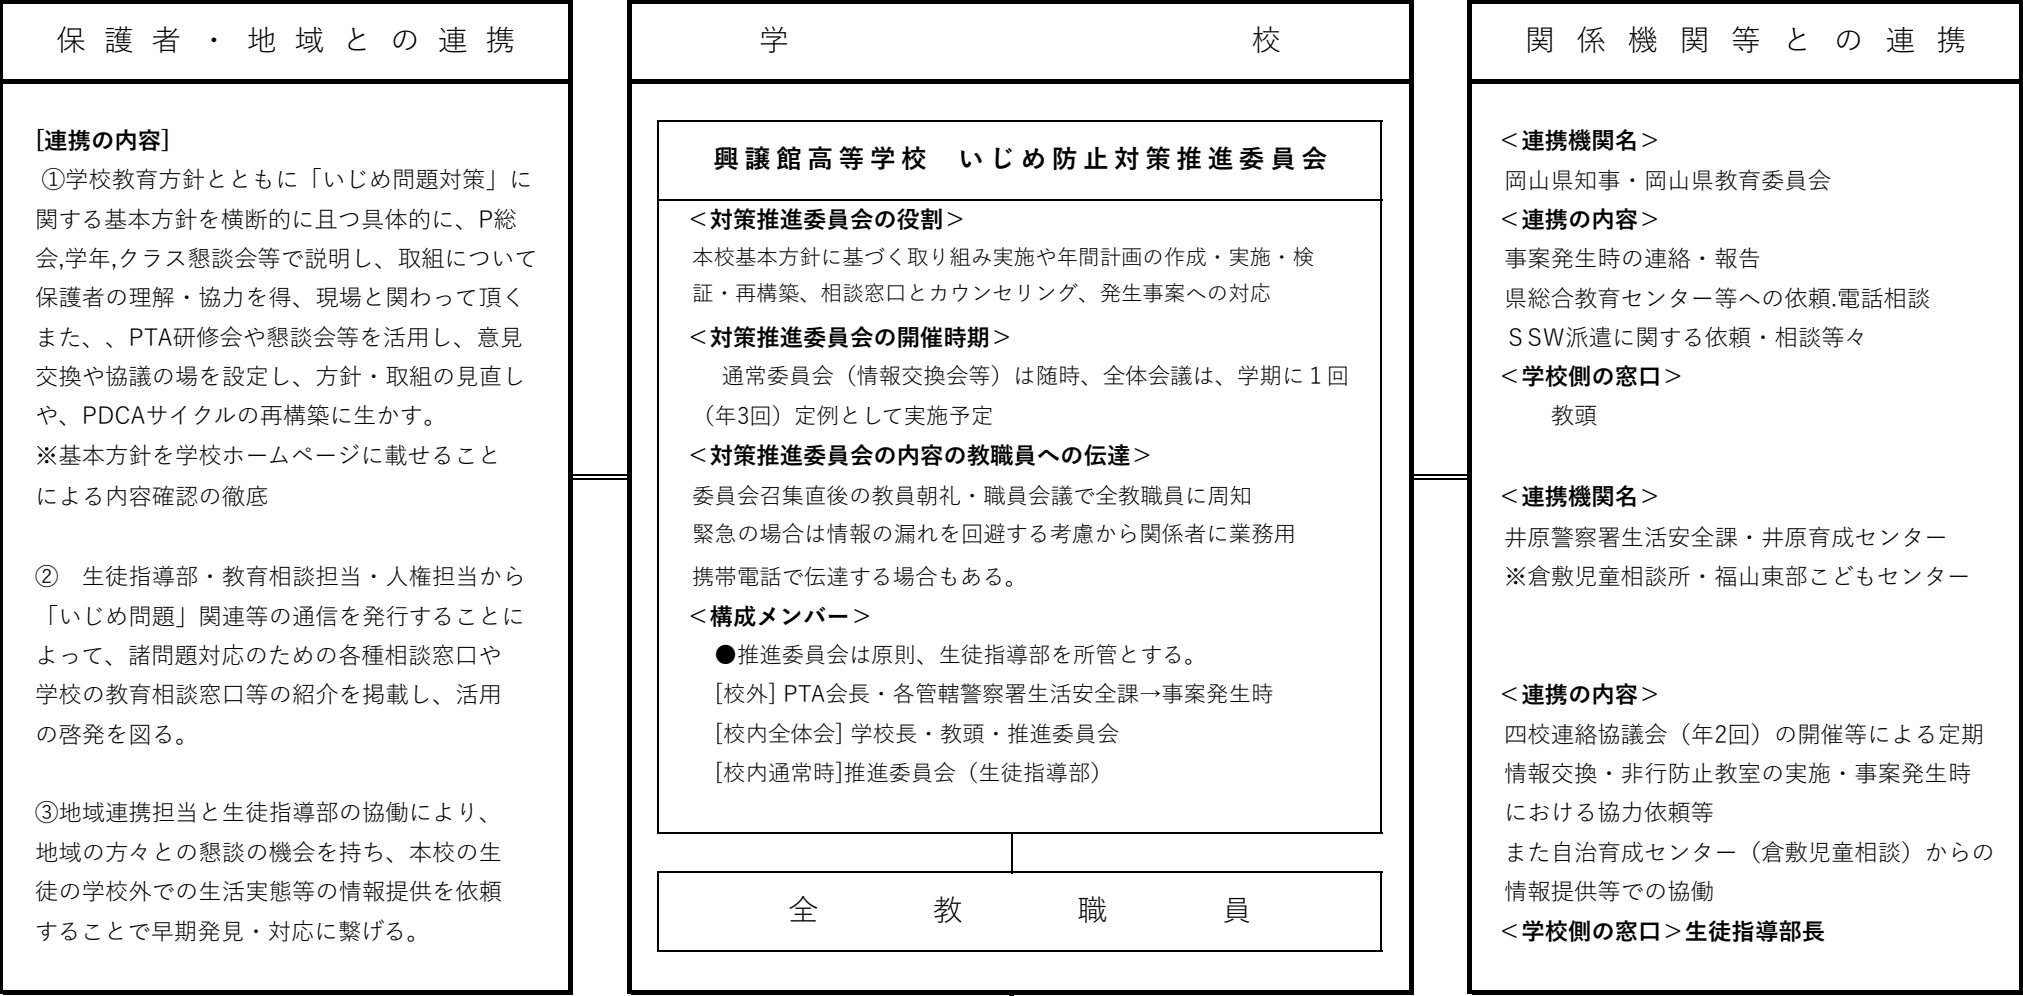 保護者・地域との連携
[連携の内容]
①学校教育方針とともに「いじめ問題対策」に
関する基本方針を横断的に且つ具体的に、P総
会,学年,クラス懇談会等で説明し、取組について
保護者の理解・協力を得、現場と関わって頂く
また、、PTA研修会や懇談会等を活用し、意見
交換や協議の場を設定し、方針・取組の見直し
や、PDCAサイクルの再構築に生かす。
※基本方針を学校ホームページに載せること
による内容確認の徹底
②　生徒指導部・教育相談担当・人権担当から
「いじめ問題」関連等の通信を発行することに
よって、諸問題対応のための各種相談窓口や
学校の教育相談窓口等の紹介を掲載し、活用
の啓発を図る。
③地域連携担当と生徒指導部の協働により、
地域の方々との懇談の機会を持ち、本校の生
徒の学校外での生活実態等の情報提供を依頼
することで早期発見・対応に繋げる。
学校
興譲館高等学校　いじめ防止対策推進委員会
＜対策推進委員会の役割＞
本校基本方針に基づく取り組み実施や年間計画の作成・実施・検
証・再構築、相談窓口とカウンセリング、発生事案への対応
＜対策推進委員会の開催時期＞
通常委員会（情報交換会等）は随時、全体会議は、学期に１回
（年3回）定例として実施予定
＜対策推進委員会の内容の教職員への伝達＞
委員会召集直後の教員朝礼・職員会議で全教職員に周知
緊急の場合は情報の漏れを回避する考慮から関係者に業務用
携帯電話で伝達する場合もある。
＜構成メンバー＞
●推進委員会は原則、生徒指導部を所管とする。
[校外] PTA会長・各管轄警察署生活安全課→事案発生時
[校内全体会] 学校長・教頭・推進委員会
[校内通常時]推進委員会（生徒指導部）
全教職員
関係機関等との連携
＜連携機関名＞
岡山県知事・岡山県教育委員会
＜連携の内容＞
事案発生時の連絡・報告
県総合教育センター等への依頼.電話相談
ＳSW派遣に関する依頼・相談等々
＜学校側の窓口＞
教頭
＜連携機関名＞
井原警察署生活安全課・井原育成センター
※倉敷児童相談所・福山東部こどもセンター
＜連携の内容＞
四校連絡協議会（年2回）の開催等による定期
情報交換・非行防止教室の実施・事案発生時
における協力依頼等
また自治育成センター（倉敷児童相談）からの
情報提供等での協働
＜学校側の窓口＞生徒指導部長